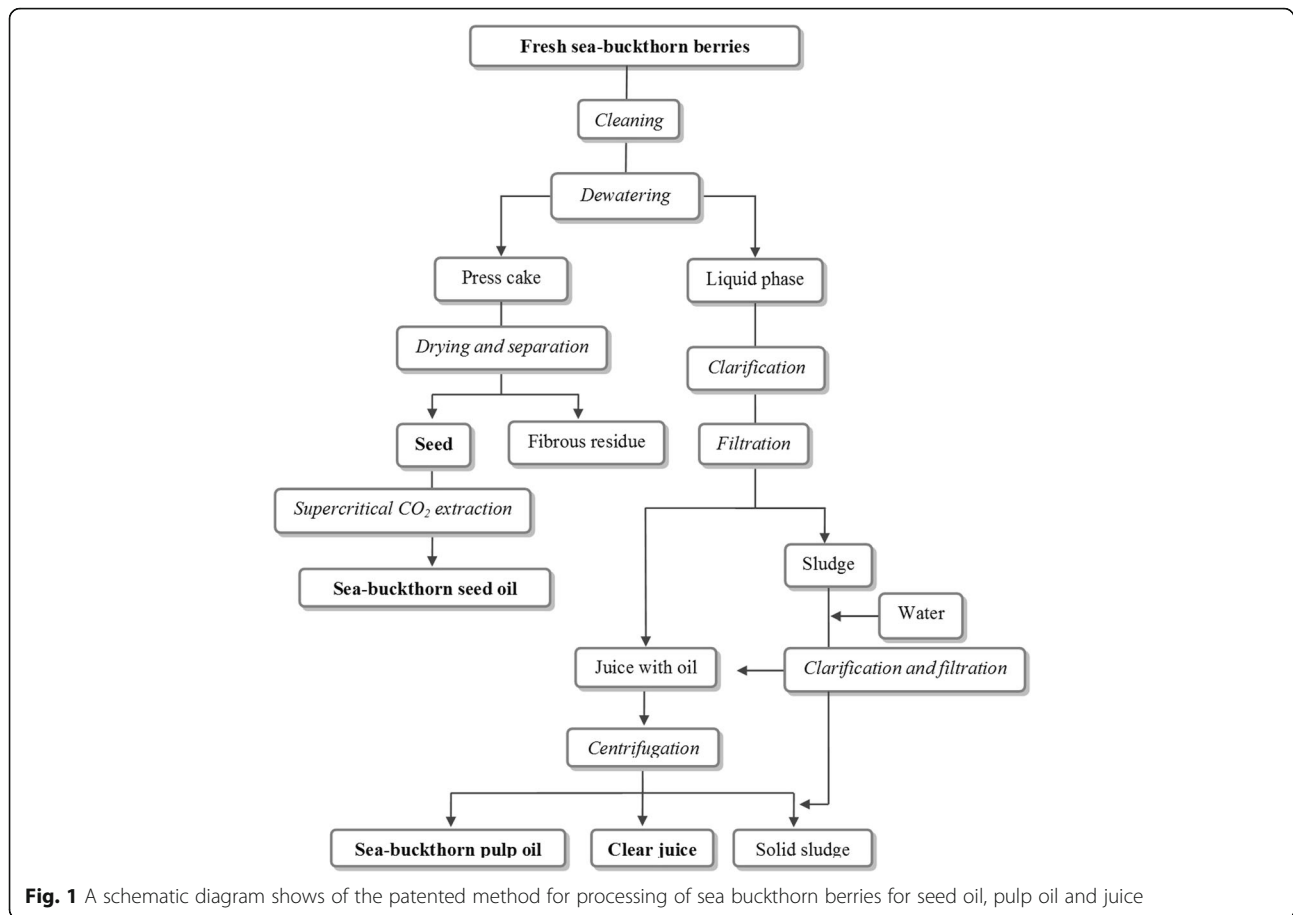 Fresh sea-buckthorn berries
Cleaning
Dewatering
Press cake
Liquid phase
Drying and separation
Clarification
Seed
Fibrous residue
Filtration
Supercritical CO₂ extraction
Sludge
Sea-buckthorn seed oil
Water
Juice with oil
Clarification and filtration
Centrifugation
Sea-buckthorn pulp oil
Clear juice
Solid sludge
Fig. 1 A schematic diagram shows of the patented method for processing of sea buckthorn berries for seed oil, pulp oil and juice